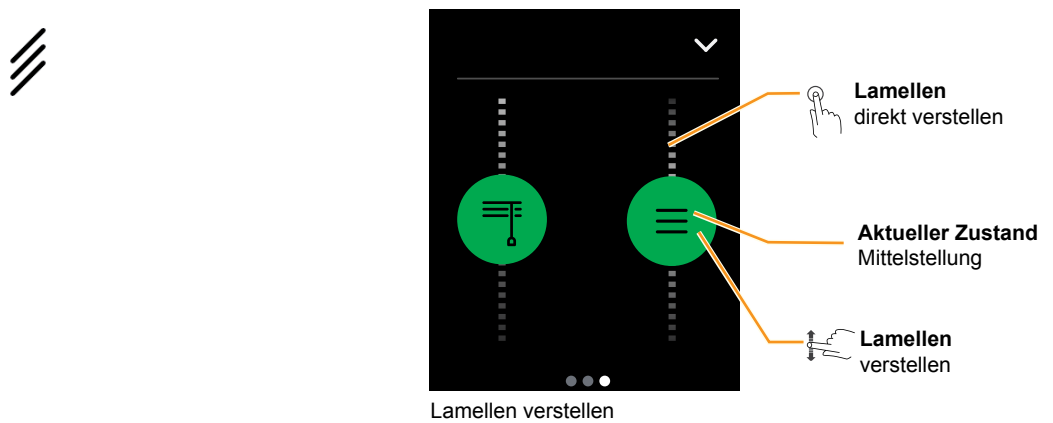 Lamellen
direkt verstellen
Aktueller Zustand
Mittelstellung
Lamellen
verstellen
Lamellen verstellen